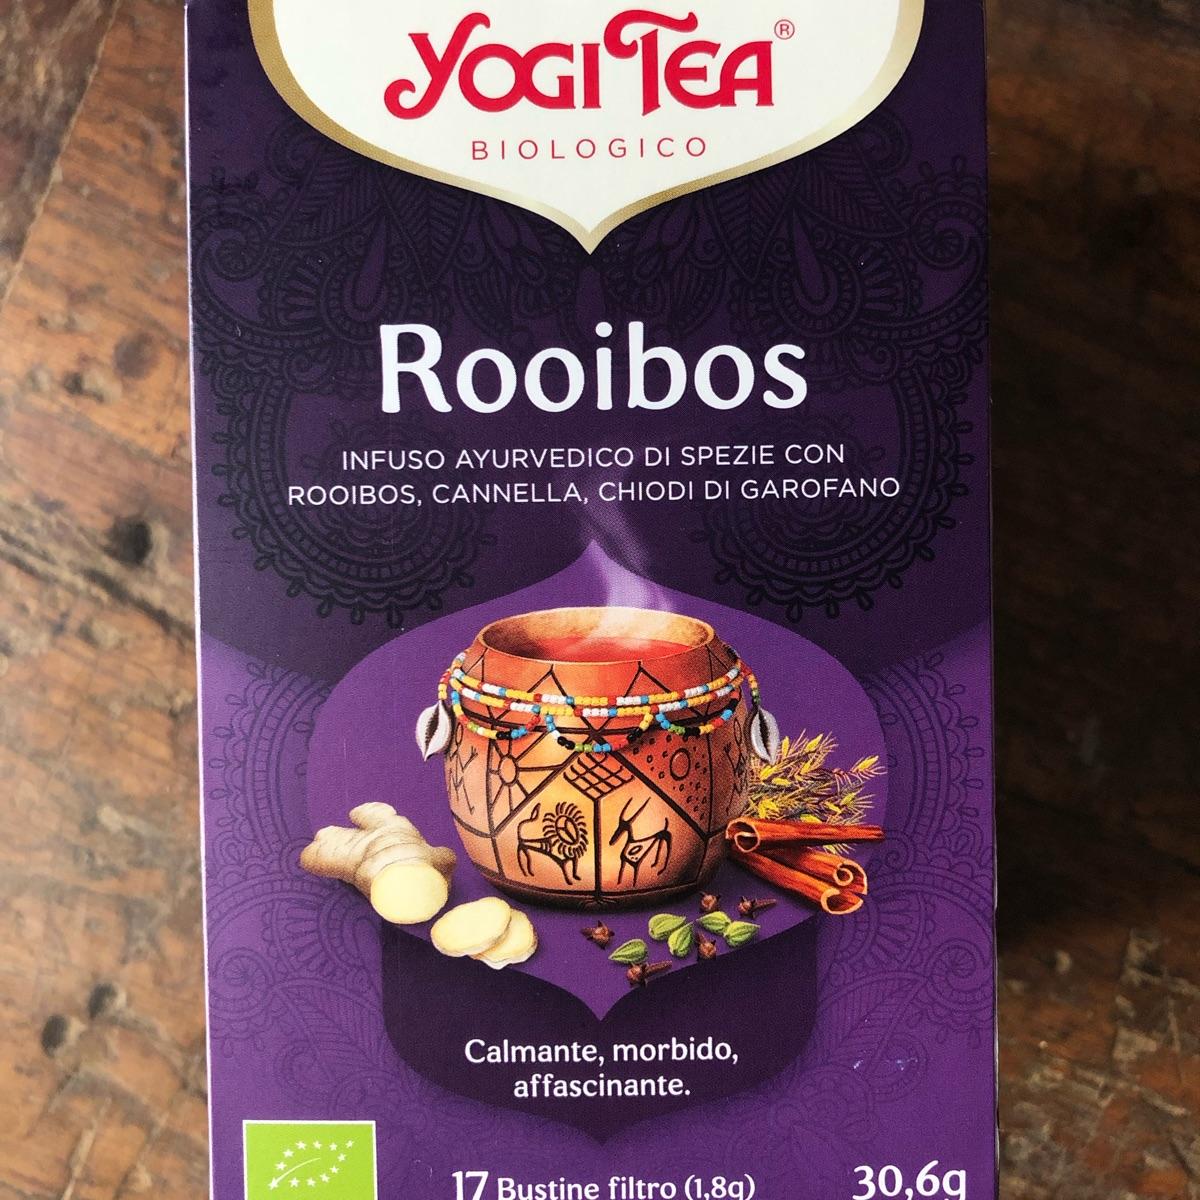 YOGI TEA®
BIOLOGICO
Rooibos
INFUSO AYURVEDICO DI SPEZIE CON
ROOIBOS, CANNELLA, CHIODI DI GAROFANO
Calmante, morbido,
affascinante.
17 Bustine filtro (1,8g) 30,6g